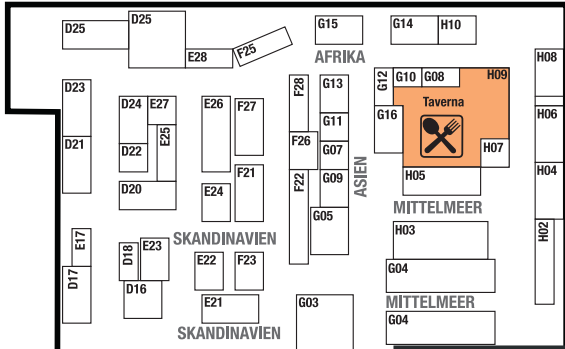 D25
D25
E28
F25
G15
G14
H10
AFRIKA
D23
D24
E27
E26
F27
F28
G13
G12
G10
G08
H09
H08
Taverna
G11
G16
H06
D21
D22
E25
F26
G07
H07
D20
E24
F21
F22
G09
ASIEN
H05
H04
MITTELMEER
G05
E17
D18
E23
SKANDINAVIEN
H03
H02
D17
D16
E22
F23
G04
E21
G03
MITTELMEER
SKANDINAVIEN
G04